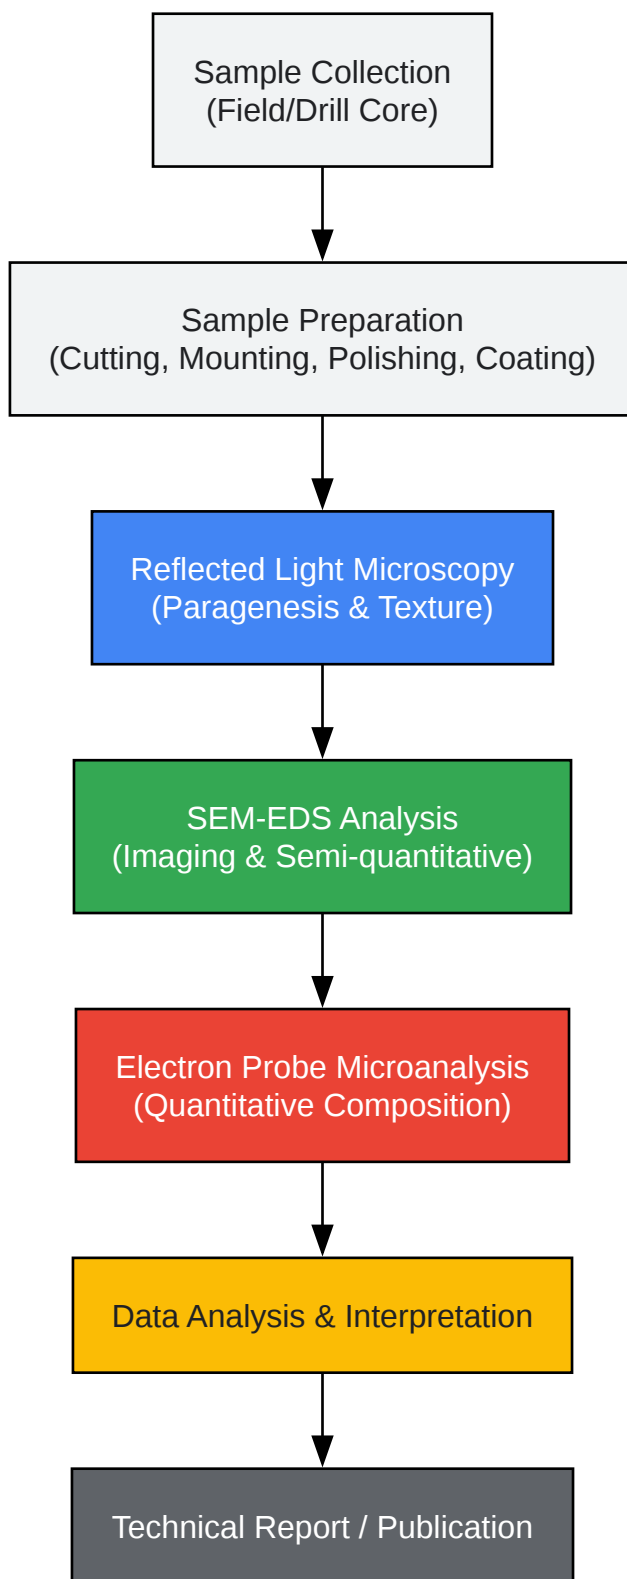 Sample Collection
(Field/Drill Core)
Sample Preparation
(Cutting, Mounting, Polishing, Coating)
Reflected Light Microscopy
(Paragenesis & Texture)
SEM-EDS Analysis
(Imaging & Semi-quantitative)
Electron Probe Microanalysis
(Quantitative Composition)
Data Analysis & Interpretation
Technical Report / Publication